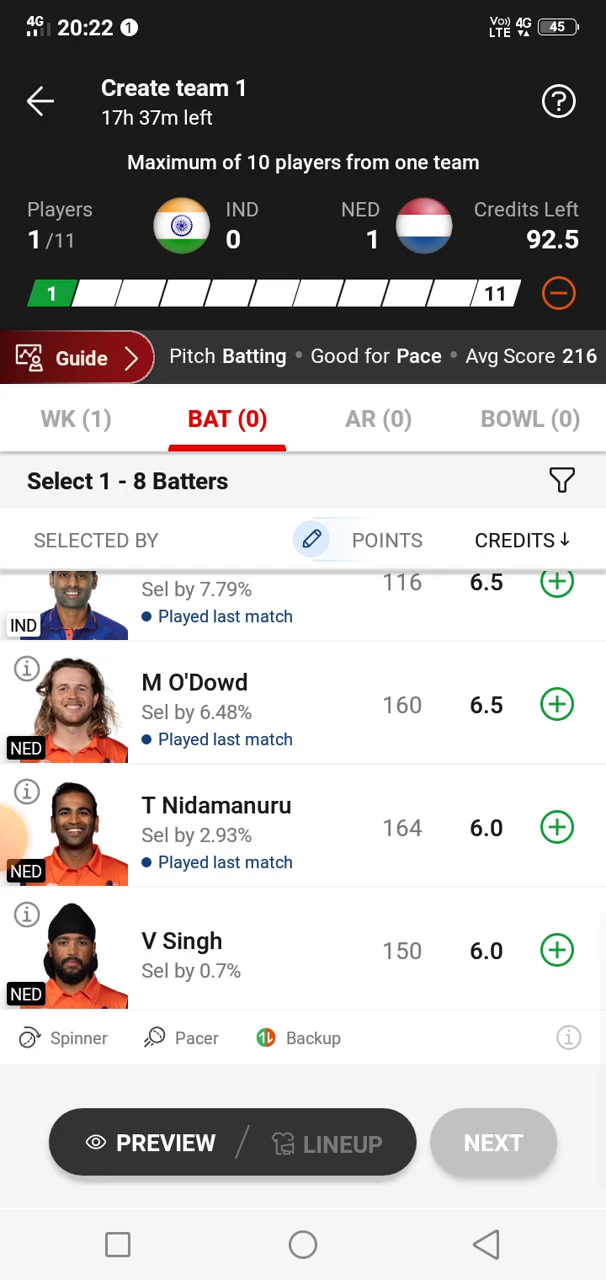 4G 20:22 1 Vo)) LTE 4G 45
Create team 1
17h 37m left
?
Maximum of 10 players from one team
Players IND NED Credits Left
1/11 0 1 92.5
1 11
Guide Pitch Batting • Good for Pace • Avg Score 216
WK (1) BAT (0) AR (0) BOWL (0)
Select 1 - 8 Batters
SELECTED BY POINTS CREDITS↓
Sel by 7.79% 116 6.5
IND • Played last match
M O'Dowd
Sel by 6.48% 160 6.5
NED • Played last match
T Nidamanuru
Sel by 2.93% 164 6.0
NED • Played last match
V Singh
Sel by 0.7% 150 6.0
NED
Spinner Pacer Backup
PREVIEW / LINEUP NEXT